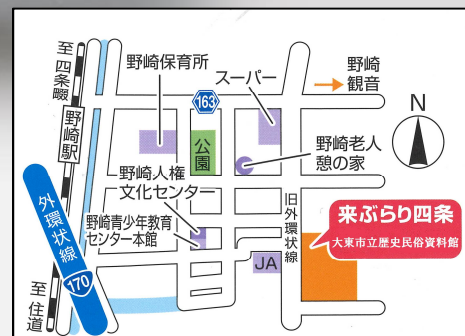 至
四条畷
野崎駅
外環状線
170
至
住道
野崎保育所
163
スーパー
野崎
観音
N
公園
野崎老人
憩の家
野崎人権
文化センター
野崎青少年教育
センター本館
旧外環状線
JA
来ぶらり四条
大東市立歴史民俗資料館